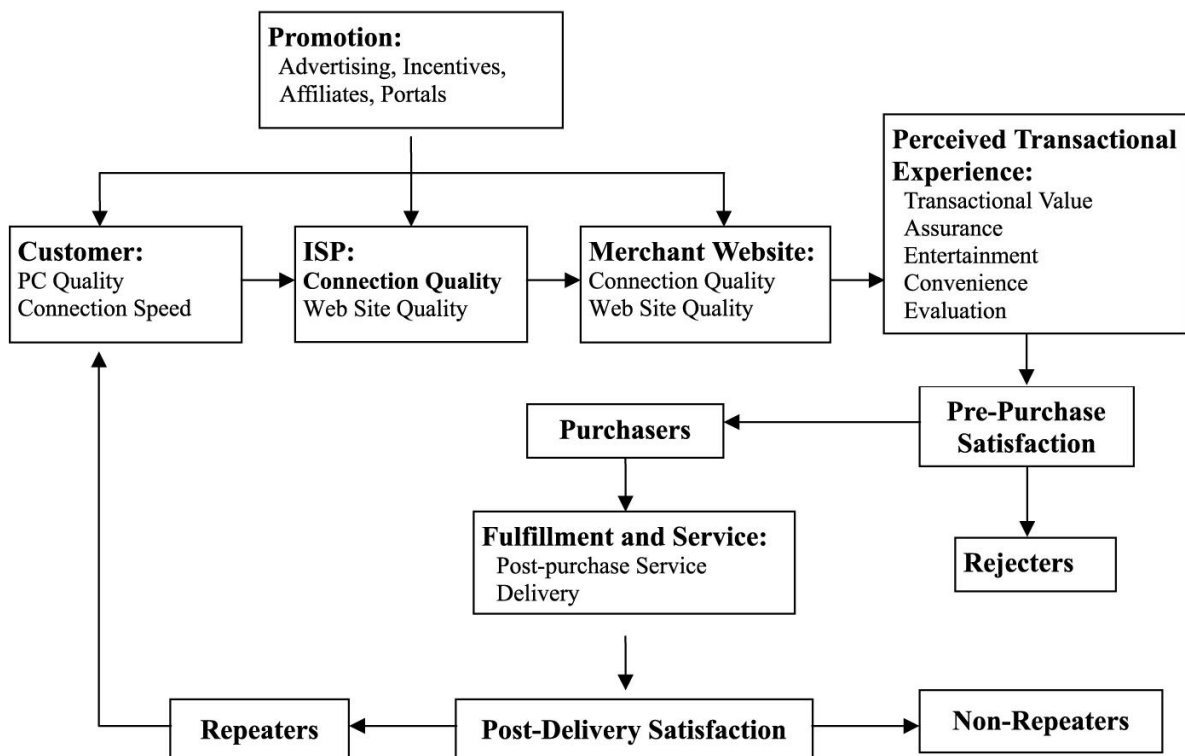 Promotion:
Advertising, Incentives,
Affiliates, Portals
Perceived Transactional
Experience:
Transactional Value
Assurance
Entertainment
Convenience
Evaluation
Customer:
PC Quality
Connection Speed
ISP:
Connection Quality
Web Site Quality
Merchant Website:
Connection Quality
Web Site Quality
Pre-Purchase
Satisfaction
Purchasers
Fulfillment and Service:
Post-purchase Service
Delivery
Rejecters
Repeaters
Post-Delivery Satisfaction
Non-Repeaters